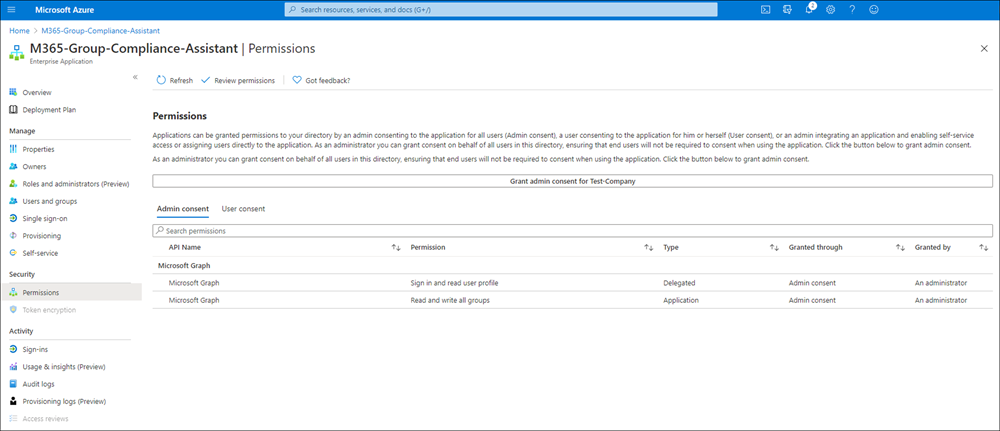 Microsoft Azure
Search resources, services, and docs (G+/)
2
Home > M365-Group-Compliance-Assistant
M365-Group-Compliance-Assistant | Permissions
Enterprise Application
«
Refresh
Review permissions
Got feedback?
Overview
Deployment Plan
Manage
Properties
Owners
Roles and administrators (Preview)
Users and groups
Single sign-on
Provisioning
Self-service
Security
Permissions
Token encryption
Activity
Sign-ins
Usage & insights (Preview)
Audit logs
Provisioning logs (Preview)
Access reviews
Permissions
Applications can be granted permissions to your directory by an admin consenting to the application for all users (Admin consent), a user consenting to the application for him or herself (User consent), or an admin integrating an application and enabling self-service
access or assigning users directly to the application. As an administrator you can grant consent on behalf of all users in this directory, ensuring that end users will not be required to consent when using the application. Click the button below to grant admin consent.
As an administrator you can grant consent on behalf of all users in this directory, ensuring that end users will not be required to consent when using the application. Click the button below to grant admin consent.
Grant admin consent for Test-Company
Admin consent User consent
Search permissions
API Name Permission Type Granted through Granted by
Microsoft Graph
Microsoft Graph Sign in and read user profile Delegated Admin consent An administrator
Microsoft Graph Read and write all groups Application Admin consent An administrator